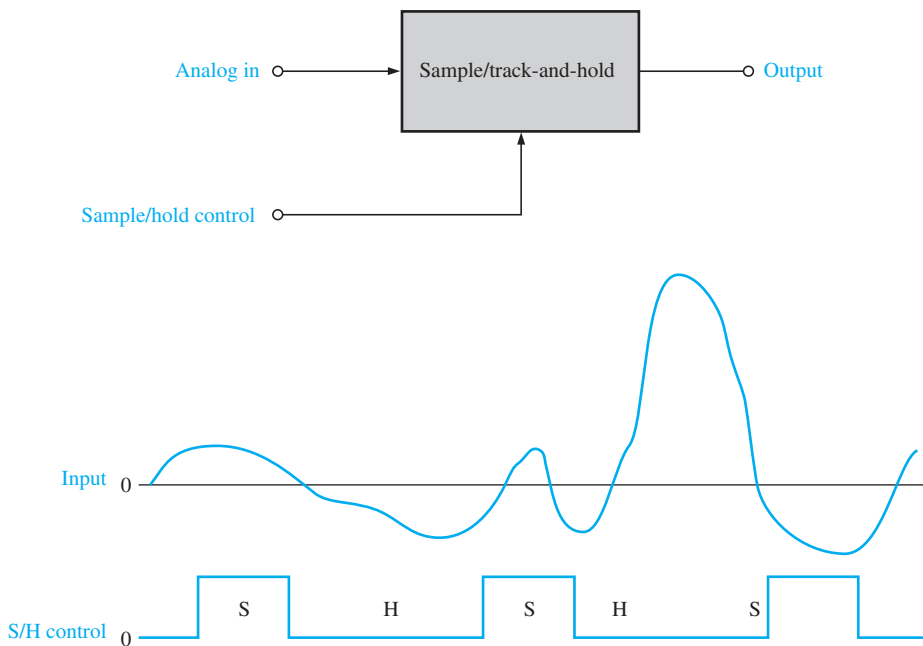 Analog in
Sample/track-and-hold
Output
Sample/hold control
Input 0
S H S H S
S/H control 0